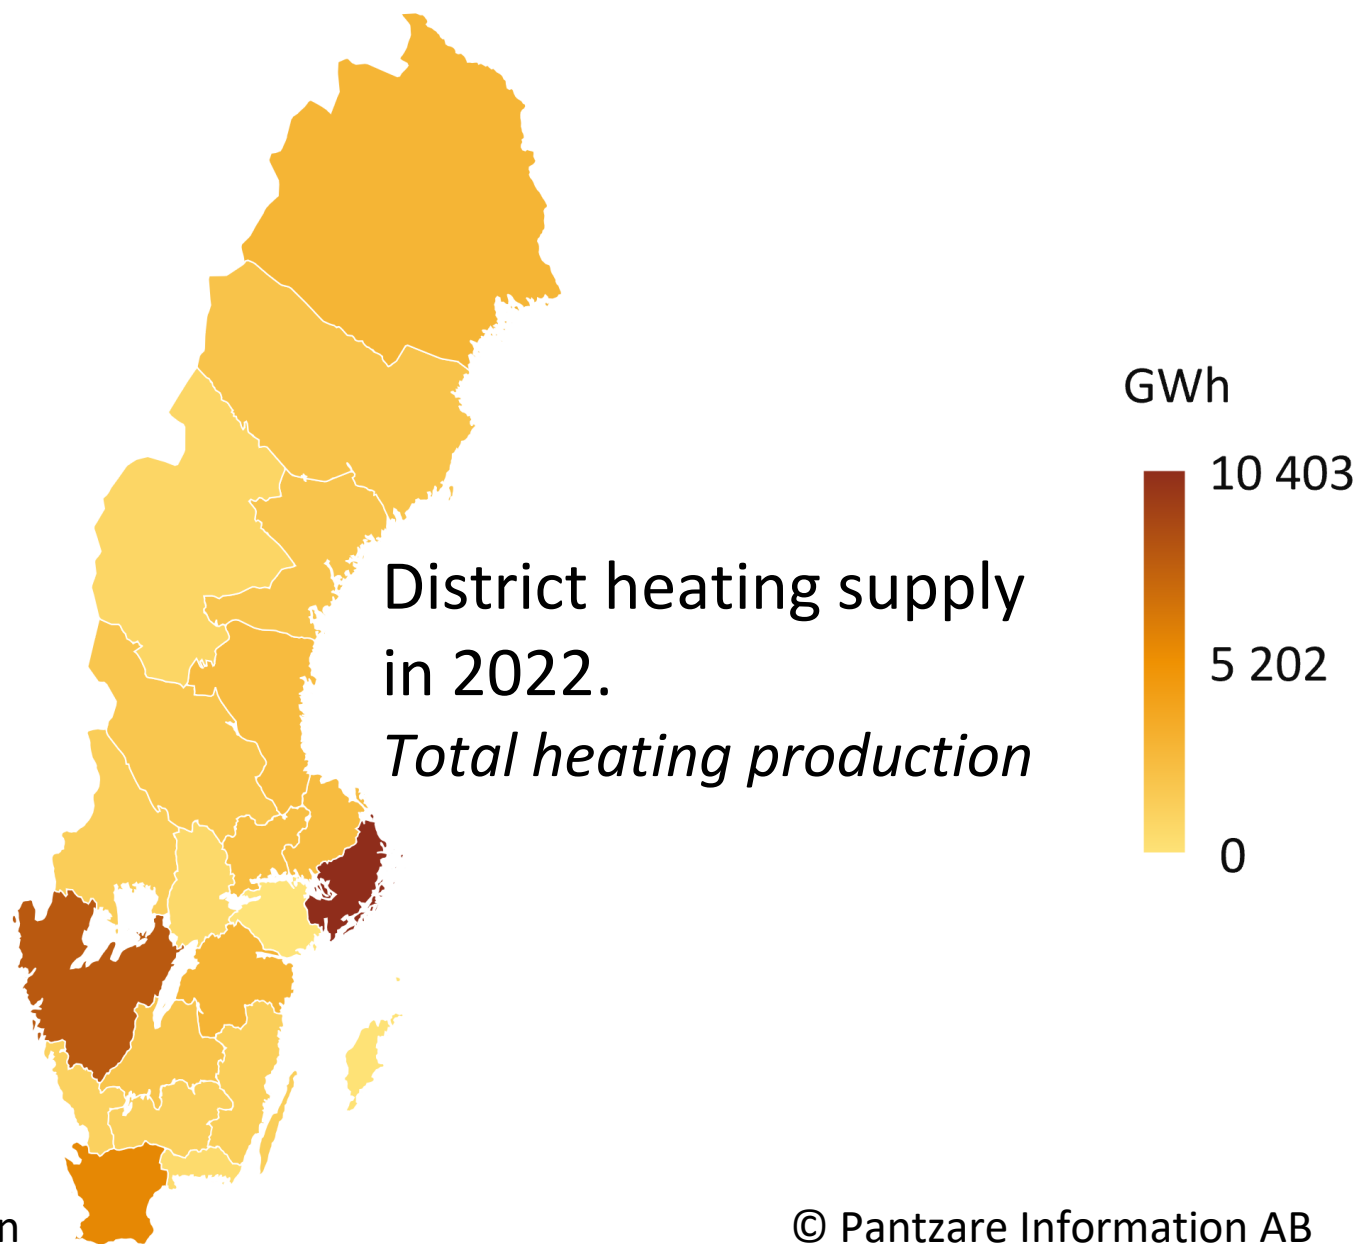 GWh
10 403
District heating supply
in 2022.
5 202
Total heating production
0
n
© Pantzare Information AB